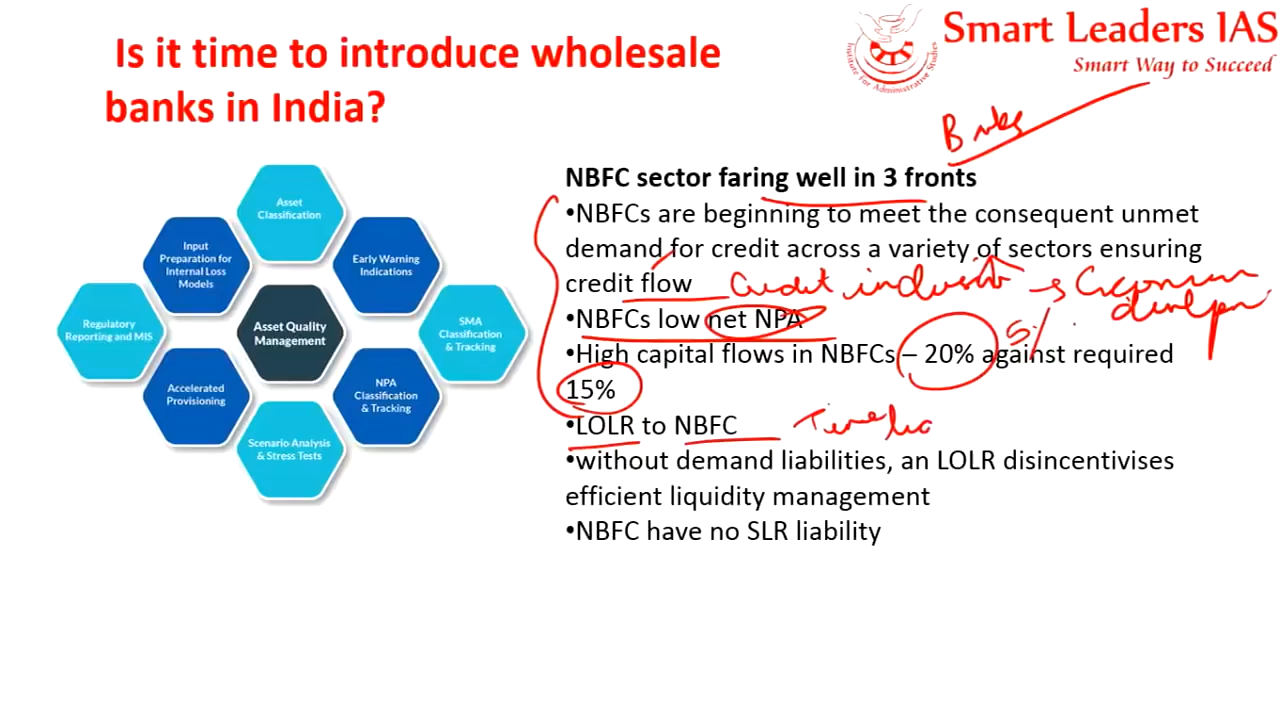 Is it time to introduce wholesale
banks in India?
Smart Leaders IAS
Smart Way to Succeed
Institute For Administrative Studies
Banks
Asset
Classification
Input
Preparation for
Internal Loss
Models
Early Warning
Indications
Regulatory
Reporting and MIS
Asset Quality
Management
SMA
Classification
& Tracking
Accelerated
Provisioning
NPA
Classification
& Tracking
Scenario Analysis
& Stress Tests
NBFC sector faring well in 3 fronts
•NBFCs are beginning to meet the consequent unmet
demand for credit across a variety of sectors ensuring
credit flow Credit
•NBFCs low net NPA
5%
•High capital flows in NBFCs – 20% against required
15%
•LOLR to NBFC
•without demand liabilities, an LOLR disincentivises
efficient liquidity management
•NBFC have no SLR liability